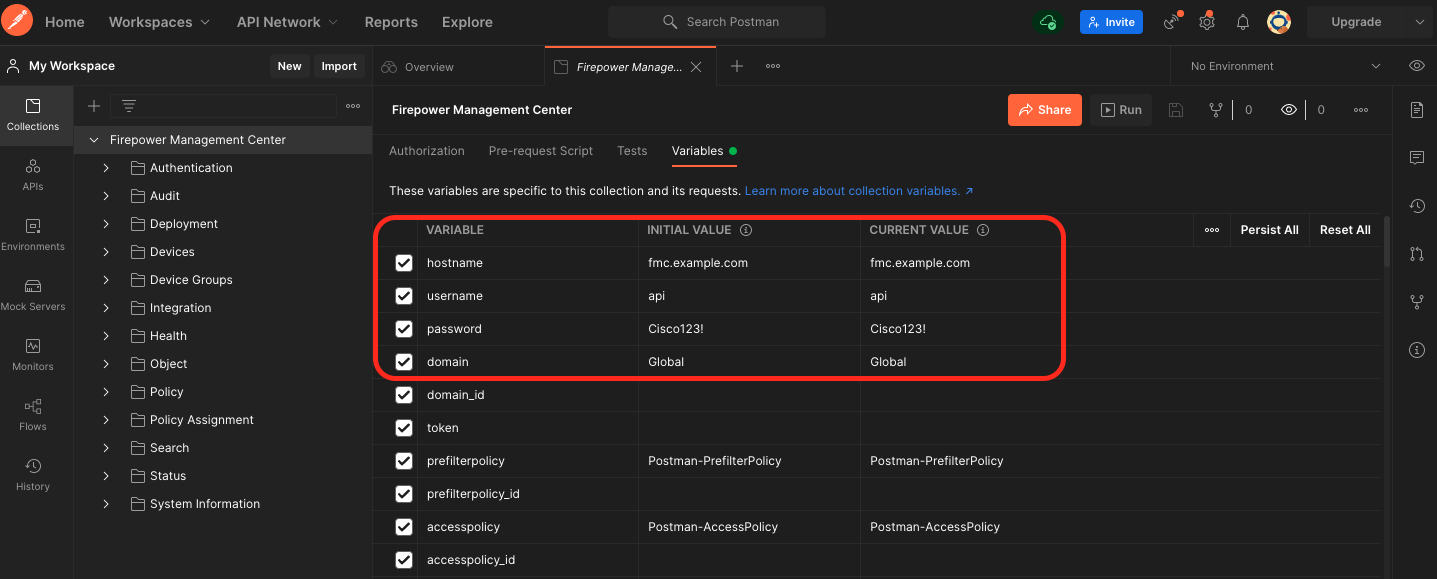 Home Workspaces API Network Reports Explore Search Postman Invite Upgrade
My Workspace New Import Overview Firepower Manage... No Environment
Collections
APIs
Environments
Mock Servers
Monitors
Flows
History
Firepower Management Center
Authentication
Audit
Deployment
Devices
Device Groups
Integration
Health
Object
Policy
Policy Assignment
Search
Status
System Information
Firepower Management Center Share Run 0 0
Authorization Pre-request Script Tests Variables
These variables are specific to this collection and its requests. Learn more about collection variables. ↗
VARIABLE INITIAL VALUE CURRENT VALUE Persist All Reset All
hostname fmc.example.com fmc.example.com
username api api
password Cisco123! Cisco123!
domain Global Global
domain_id
token
prefilterpolicy Postman-PrefilterPolicy Postman-PrefilterPolicy
prefilterpolicy_id
accesspolicy Postman-AccessPolicy Postman-AccessPolicy
accesspolicy_id